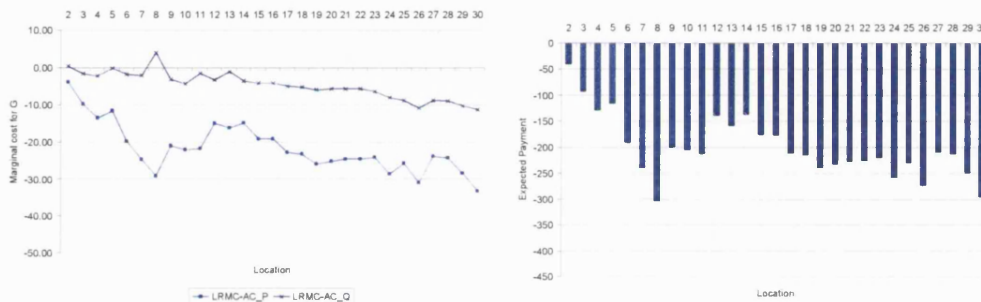 2 3 4 5 6 7 8 9 10 11 12 13 14 15 16 17 18 19 20 21 22 23 24 25 26 27 28 29 30
10.00
0.00
-10.00
-20.00
-30.00
-40.00
-50.00
Marginal cost for G
Location
LRMC-AC_P LRMC-AC_Q
2 3 4 5 6 7 8 9 10 11 12 13 14 15 16 17 18 19 20 21 22 23 24 25 26 27 28 29
0
-50
-100
-150
-200
-250
-300
-350
-400
-450
Expected Payment
Location